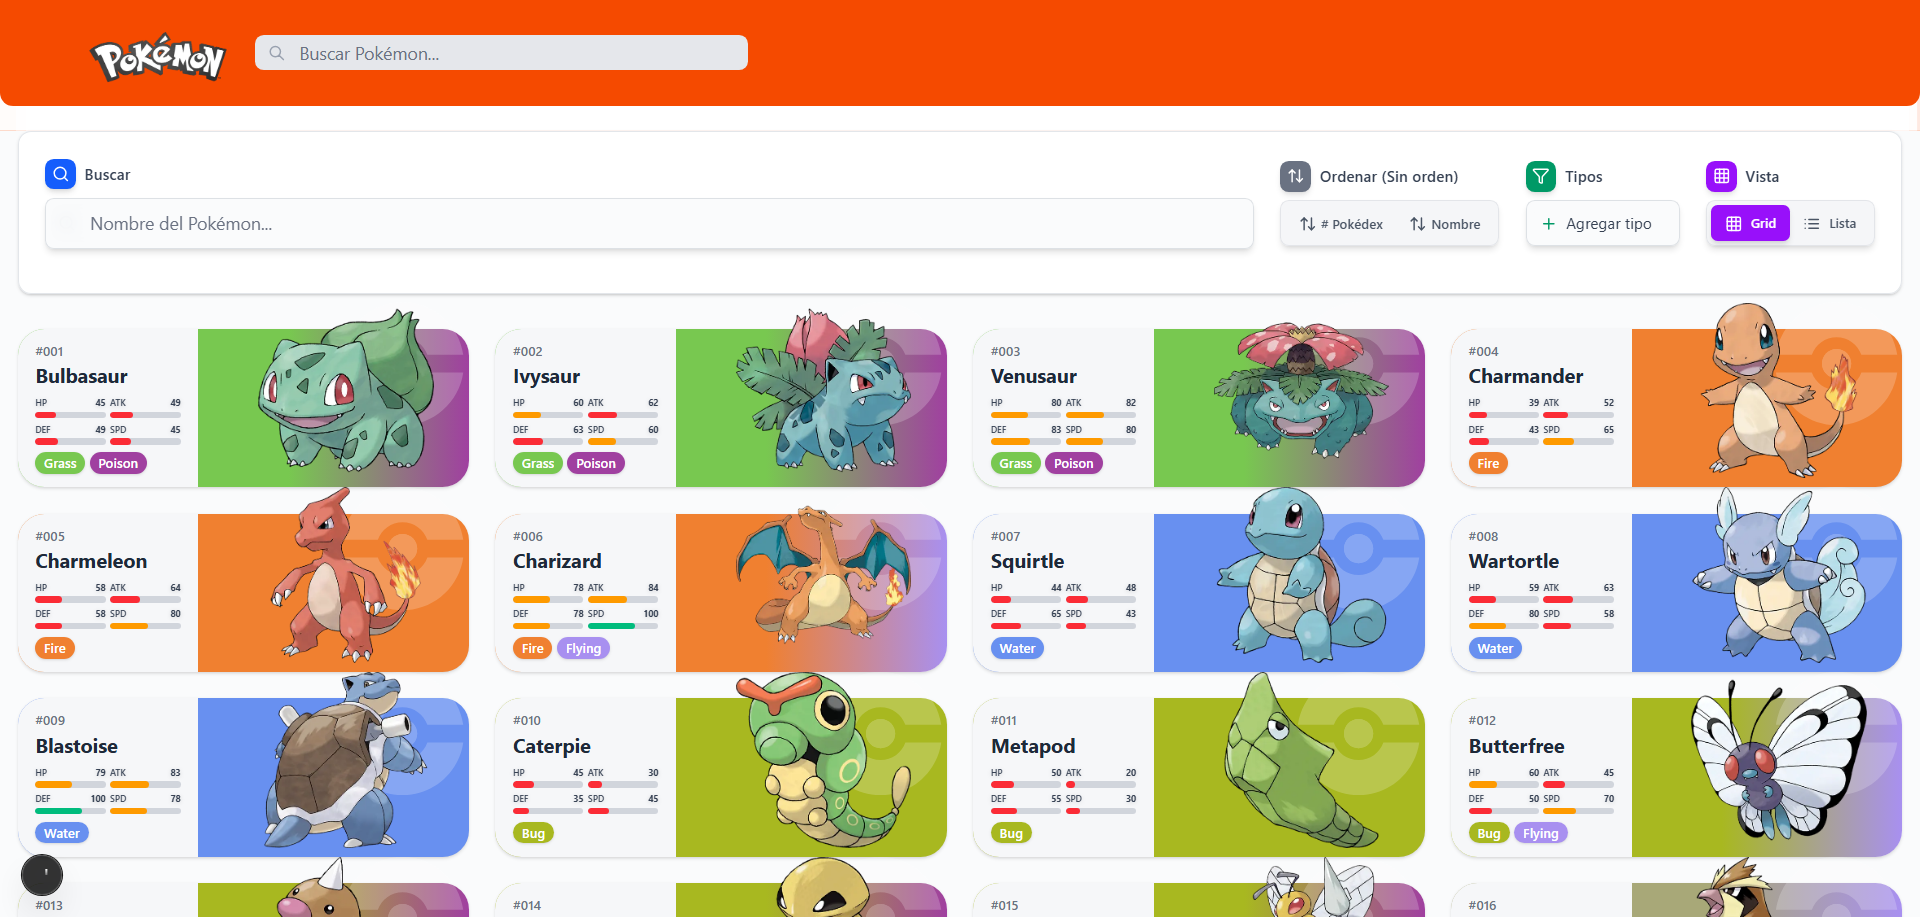 POKÉMON
Buscar Pokémon...
Buscar
Nombre del Pokémon...
Ordenar (Sin orden)
# Pokédex
Nombre
Tipos
+ Agregar tipo
Vista
Grid
Lista
#001
Bulbasaur
HP 45 ATK 49
DEF 49 SPD 45
Grass Poison
#002
Ivysaur
HP 60 ATK 62
DEF 63 SPD 60
Grass Poison
#003
Venusaur
HP 80 ATK 82
DEF 83 SPD 80
Grass Poison
#004
Charmander
HP 39 ATK 52
DEF 43 SPD 65
Fire
#005
Charmeleon
HP 58 ATK 64
DEF 58 SPD 80
Fire
#006
Charizard
HP 78 ATK 84
DEF 78 SPD 100
Fire Flying
#007
Squirtle
HP 44 ATK 48
DEF 65 SPD 43
Water
#008
Wartortle
HP 59 ATK 63
DEF 80 SPD 58
Water
#009
Blastoise
HP 79 ATK 83
DEF 100 SPD 78
Water
#010
Caterpie
HP 45 ATK 30
DEF 35 SPD 45
Bug
#011
Metapod
HP 50 ATK 20
DEF 55 SPD 30
Bug
#012
Butterfree
HP 60 ATK 45
DEF 50 SPD 70
Bug Flying
#013
#014
#015
#016